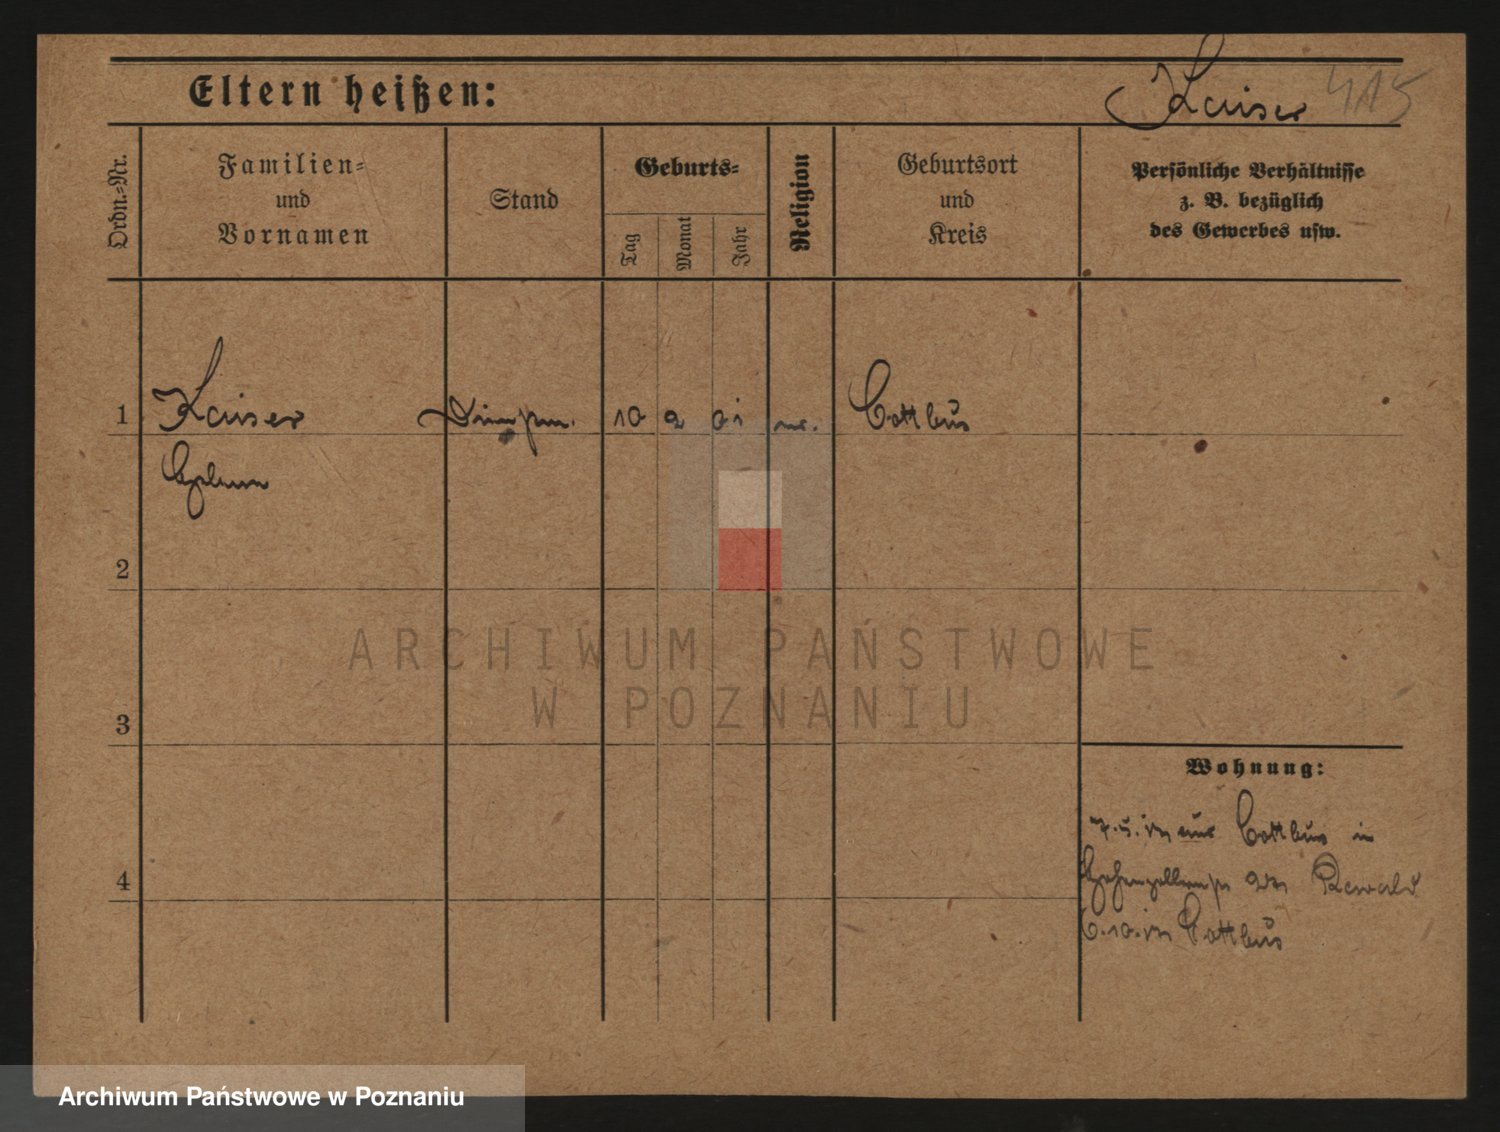 Eltern heißen:
Kaiser 415
Ordn.-Nr.
Familien-
und
Vornamen
Stand
Geburts-
Tag
Monat
Jahr
Religion
Geburtsort
und
Kreis
Persönliche Verhältnisse
z. B. bezüglich
des Gewerbes usw.
1 Kaiser 10 2 01 Cottbus
2
ARCHIWUM PAŃSTWOWE
W POZNANIU
3
Wohnung:
Cottbus in
4
Cottbus
Archiwum Państwowe w Poznaniu